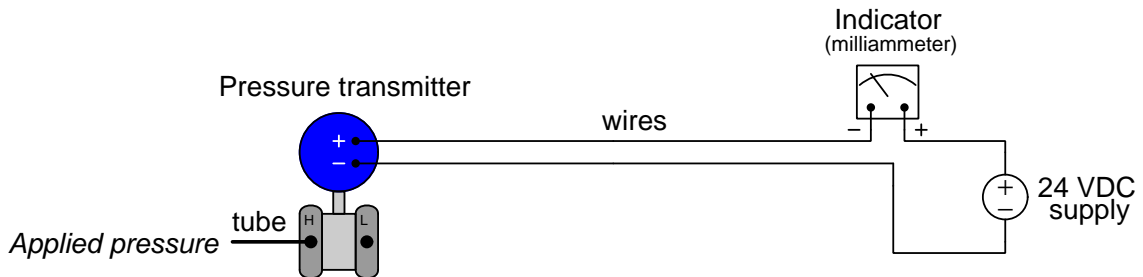 Indicator
(milliammeter)
Pressure transmitter
wires
+
−
− +
+
−
24 VDC
supply
H L
tube
Applied pressure